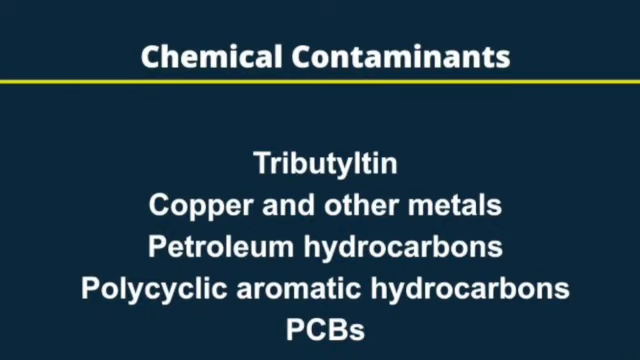 Chemical Contaminants
Tributyltin
Copper and other metals
Petroleum hydrocarbons
Polycyclic aromatic hydrocarbons
PCBs